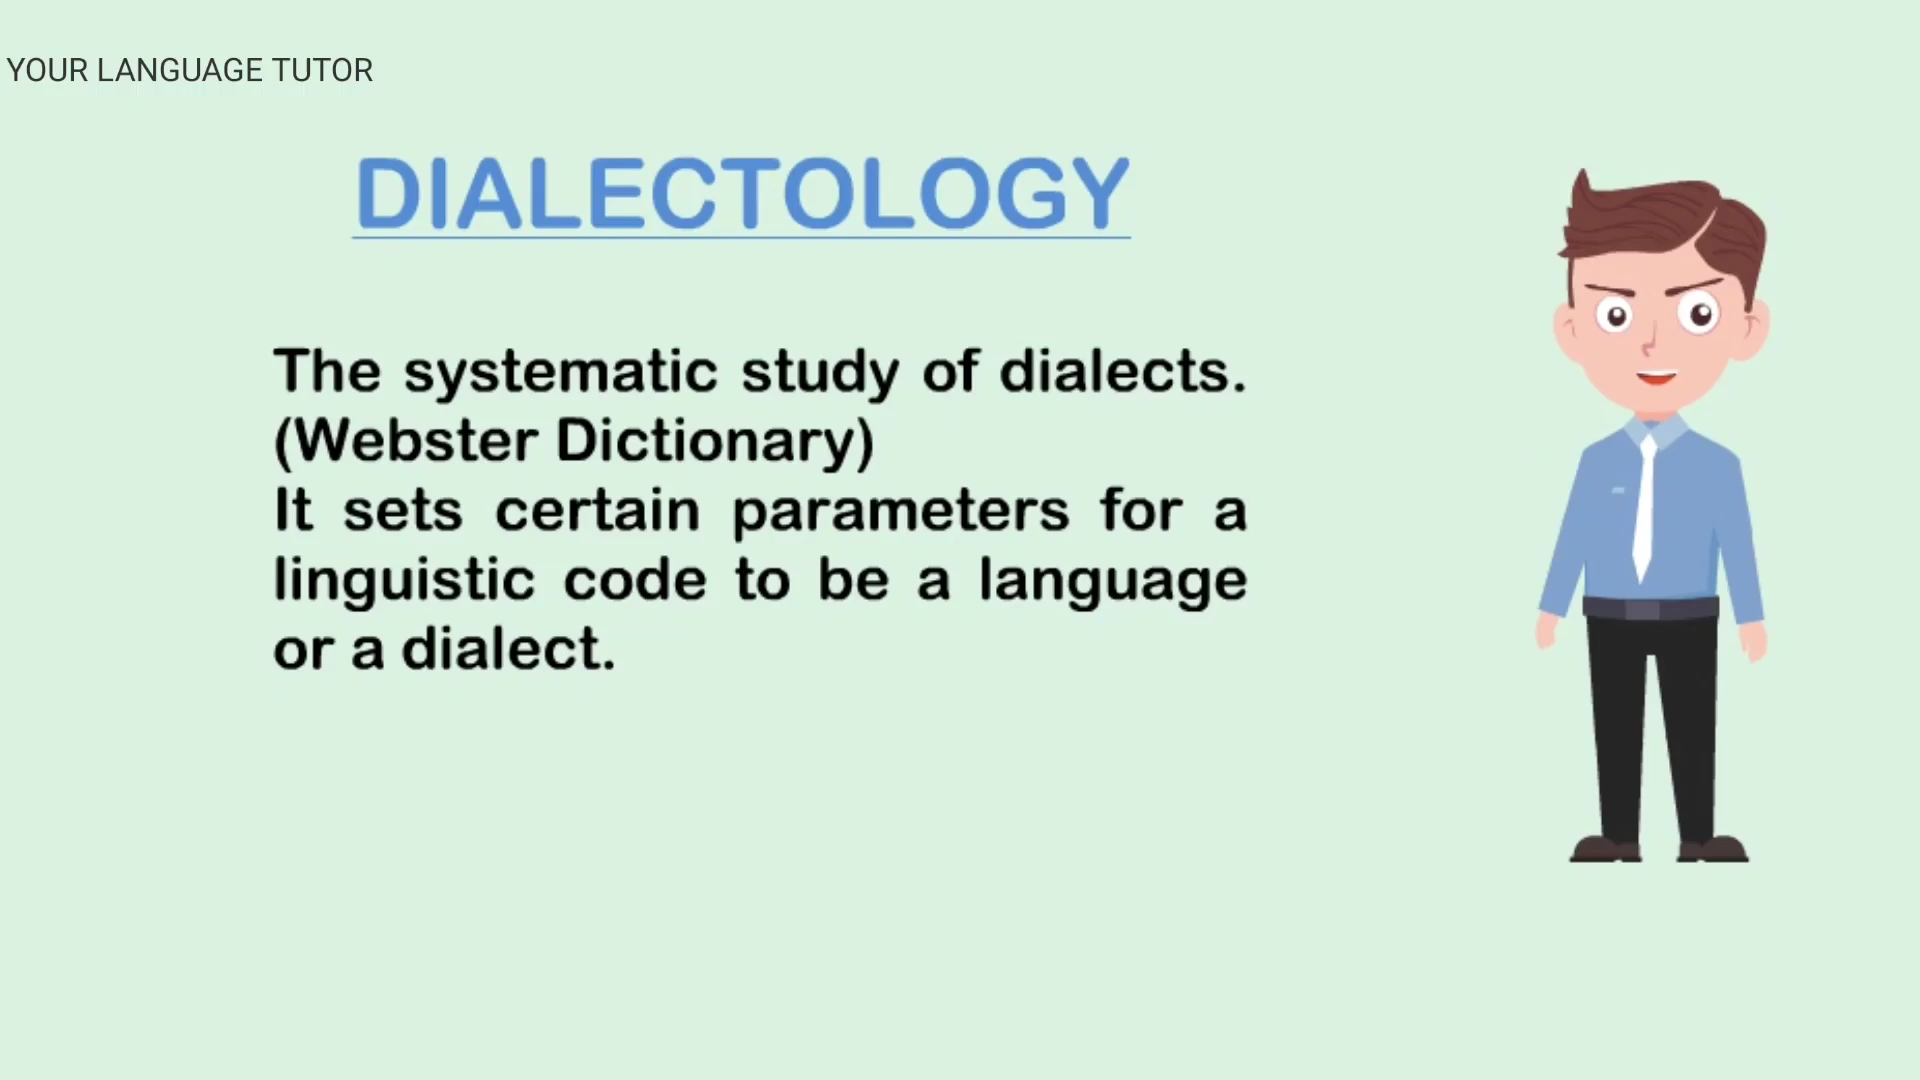 YOUR LANGUAGE TUTOR
DIALECTOLOGY
The systematic study of dialects.
(Webster Dictionary)
It sets certain parameters for a
linguistic code to be a language
or a dialect.